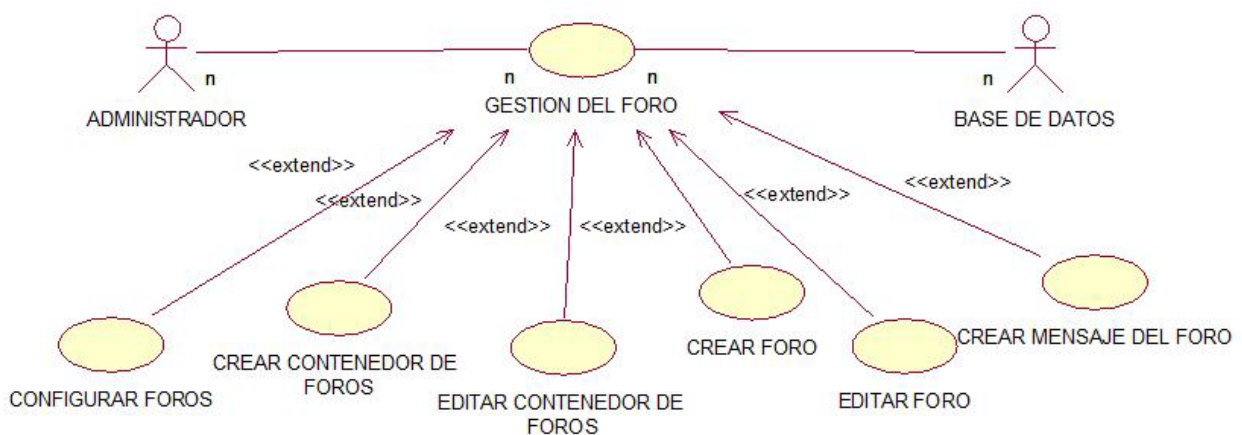 n
n
n
n
ADMINISTRADOR
GESTION DEL FORO
BASE DE DATOS
<<extend>>
<<extend>>
<<extend>>
<<extend>>
<<extend>>
<<extend>>
CONFIGURAR FOROS
CREAR CONTENEDOR DE
FOROS
EDITAR CONTENEDOR DE
FOROS
CREAR FORO
EDITAR FORO
CREAR MENSAJE DEL FORO